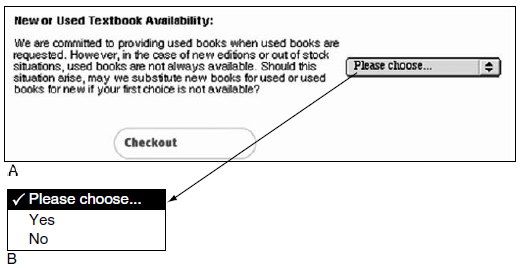 New or Used Textbook Availability:
We are committed to providing used books when used books are
requested. However, in the case of new editions or out of stock
situations, used books are not always available. Should this
situation arise, may we substitute new books for used or used
books for new if your first choice is not available?
Please choose...
Checkout
A
✓ Please choose...
Yes
No
B